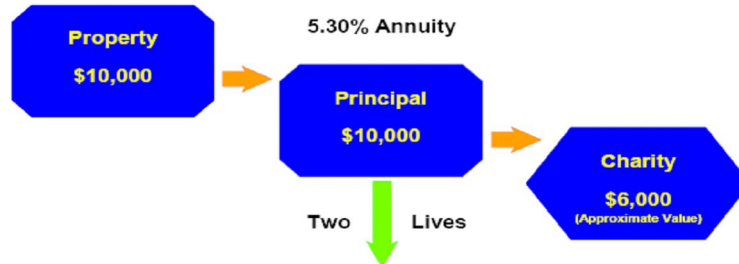 Property
$10,000
5.30% Annuity
Principal
$10,000
Charity
$6,000
(Approximate Value)
Two Lives